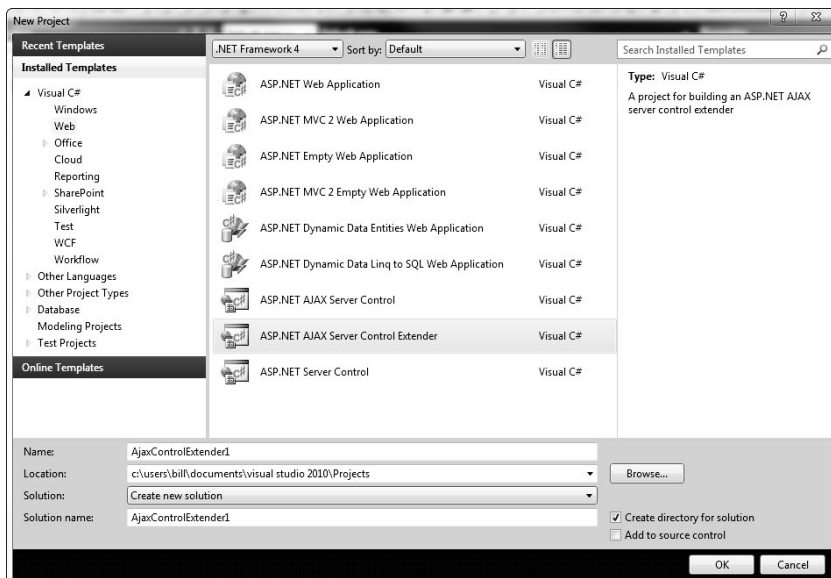 New Project
Recent Templates
Installed Templates
Visual C#
Windows
Web
Office
Cloud
Reporting
SharePoint
Silverlight
Test
WCF
Workflow
Other Languages
Other Project Types
Database
Modeling Projects
Test Projects
Online Templates
.NET Framework 4
Sort by: Default
ASP.NET Web Application Visual C#
ASP.NET MVC 2 Web Application Visual C#
ASP.NET Empty Web Application Visual C#
ASP.NET MVC 2 Empty Web Application Visual C#
ASP.NET Dynamic Data Entities Web Application Visual C#
ASP.NET Dynamic Data Linq to SQL Web Application Visual C#
ASP.NET AJAX Server Control Visual C#
ASP.NET AJAX Server Control Extender Visual C#
ASP.NET Server Control Visual C#
Search Installed Templates
Type: Visual C#
A project for building an ASP.NET AJAX
server control extender
Name: AjaxControlExtender1
Location: c:\users\bill\documents\visual studio 2010\Projects
Browse...
Solution: Create new solution
Solution name: AjaxControlExtender1
Create directory for solution
Add to source control
OK
Cancel